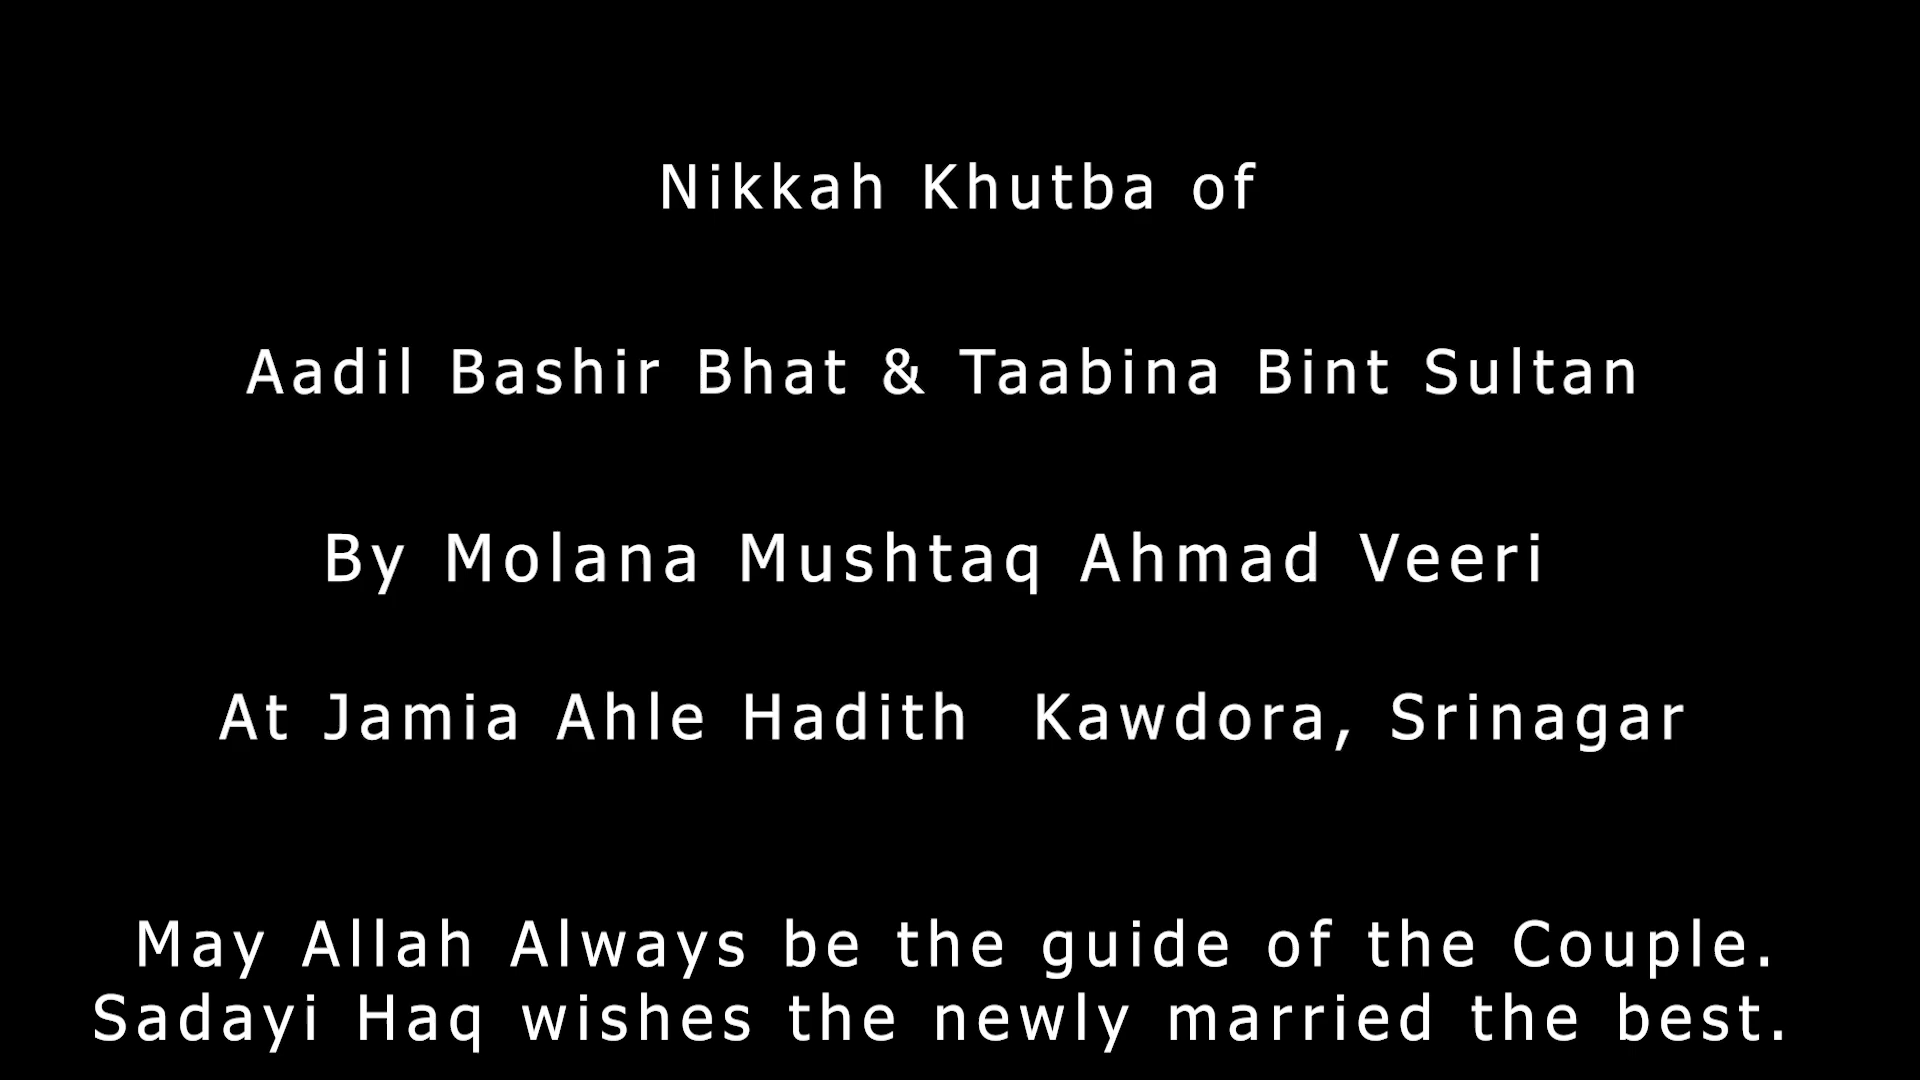 Nikkah Khutba of
Aadil Bashir Bhat & Taabina Bint Sultan
By Molana Mushtaq Ahmad Veeri
At Jamia Ahle Hadith  Kawdora, Srinagar
May Allah Always be the guide of the Couple.
Sadayi Haq wishes the newly married the best.